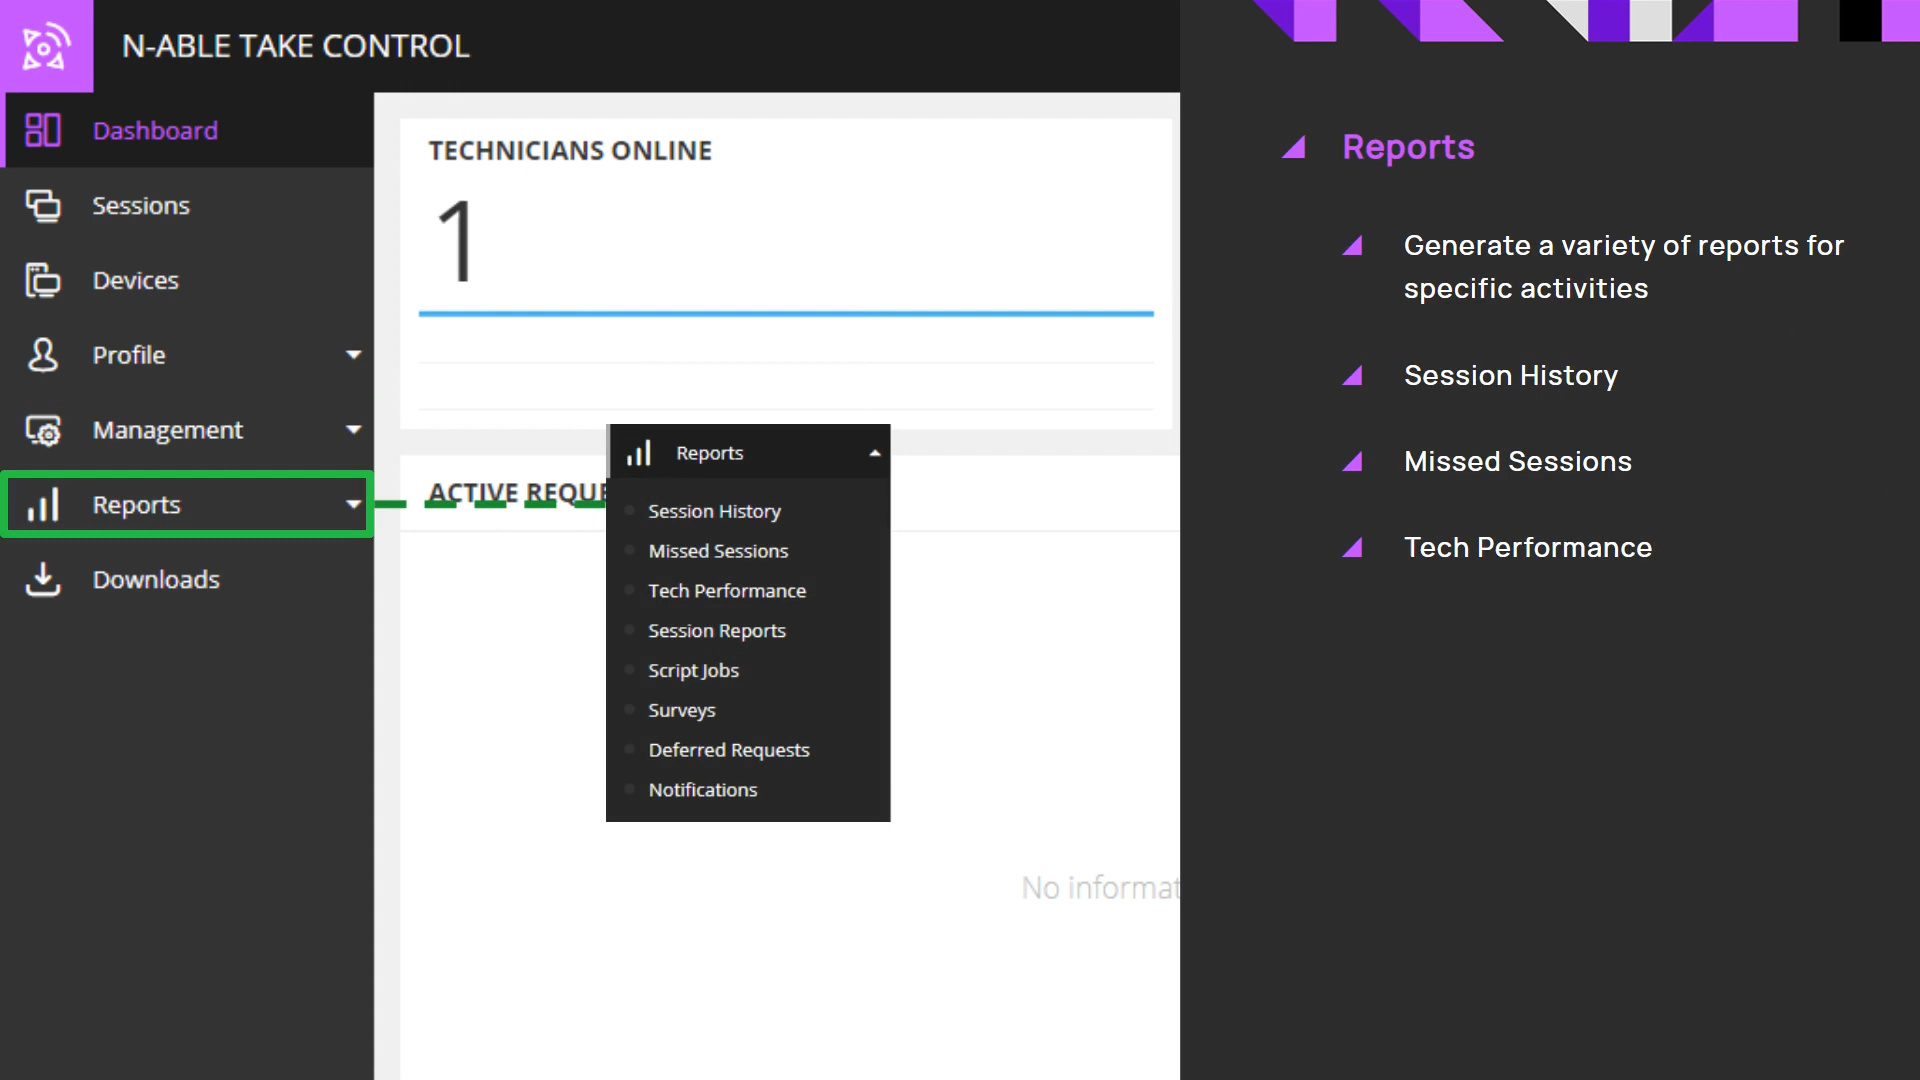 N-ABLE TAKE CONTROL
Dashboard
Sessions
Devices
Profile
Management
Reports
Downloads
TECHNICIANS ONLINE
1
ACTIVE REQUE
Reports
Session History
Missed Sessions
Tech Performance
Session Reports
Script Jobs
Surveys
Deferred Requests
Notifications
No informat
Reports
Generate a variety of reports for
specific activities
Session History
Missed Sessions
Tech Performance